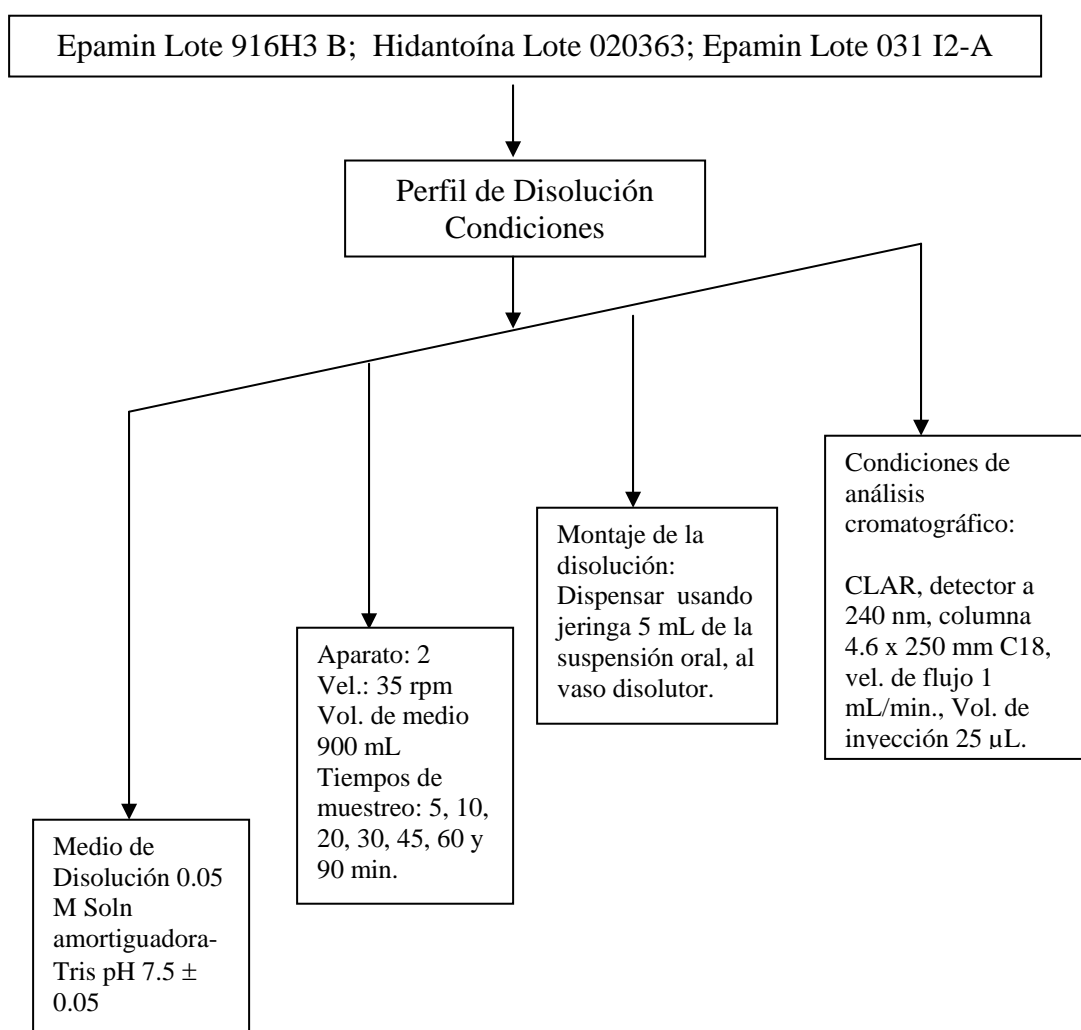 Epamin Lote 916H3 B;  Hidantoína Lote 020363; Epamin Lote 031 I2-A
Perfil de Disolución
Condiciones
Medio de
Disolución 0.05
M Soln
amortiguadora-
Tris pH 7.5 ±
0.05
Aparato: 2
Vel.: 35 rpm
Vol. de medio
900 mL
Tiempos de
muestreo: 5, 10,
20, 30, 45, 60 y
90 min.
Montaje de la
disolución:
Dispensar  usando
jeringa 5 mL de la
suspensión oral, al
vaso disolutor.
Condiciones de
análisis
cromatográfico:
CLAR, detector a
240 nm, columna
4.6 x 250 mm C18,
vel. de flujo 1
mL/min., Vol. de
inyección 25 µL.